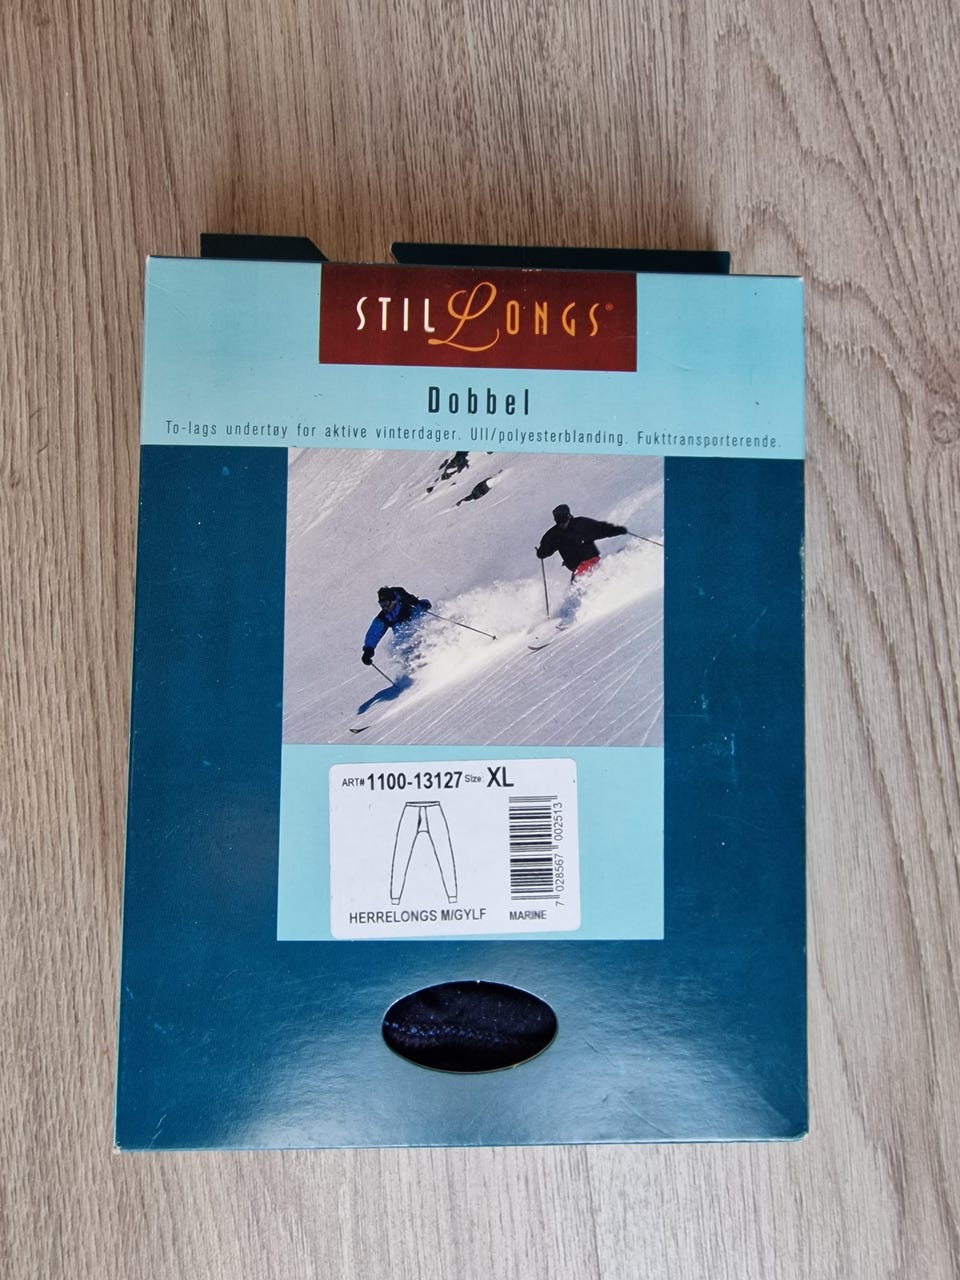 STILLONGS®
Dobbel
To-lags undertøy for aktive vinterdager. Ull/polyesterblanding. Fukttransporterende.
ART# 1100-13127 Size: XL
7 028567 002513
HERRELONGS M/GYLF MARINE